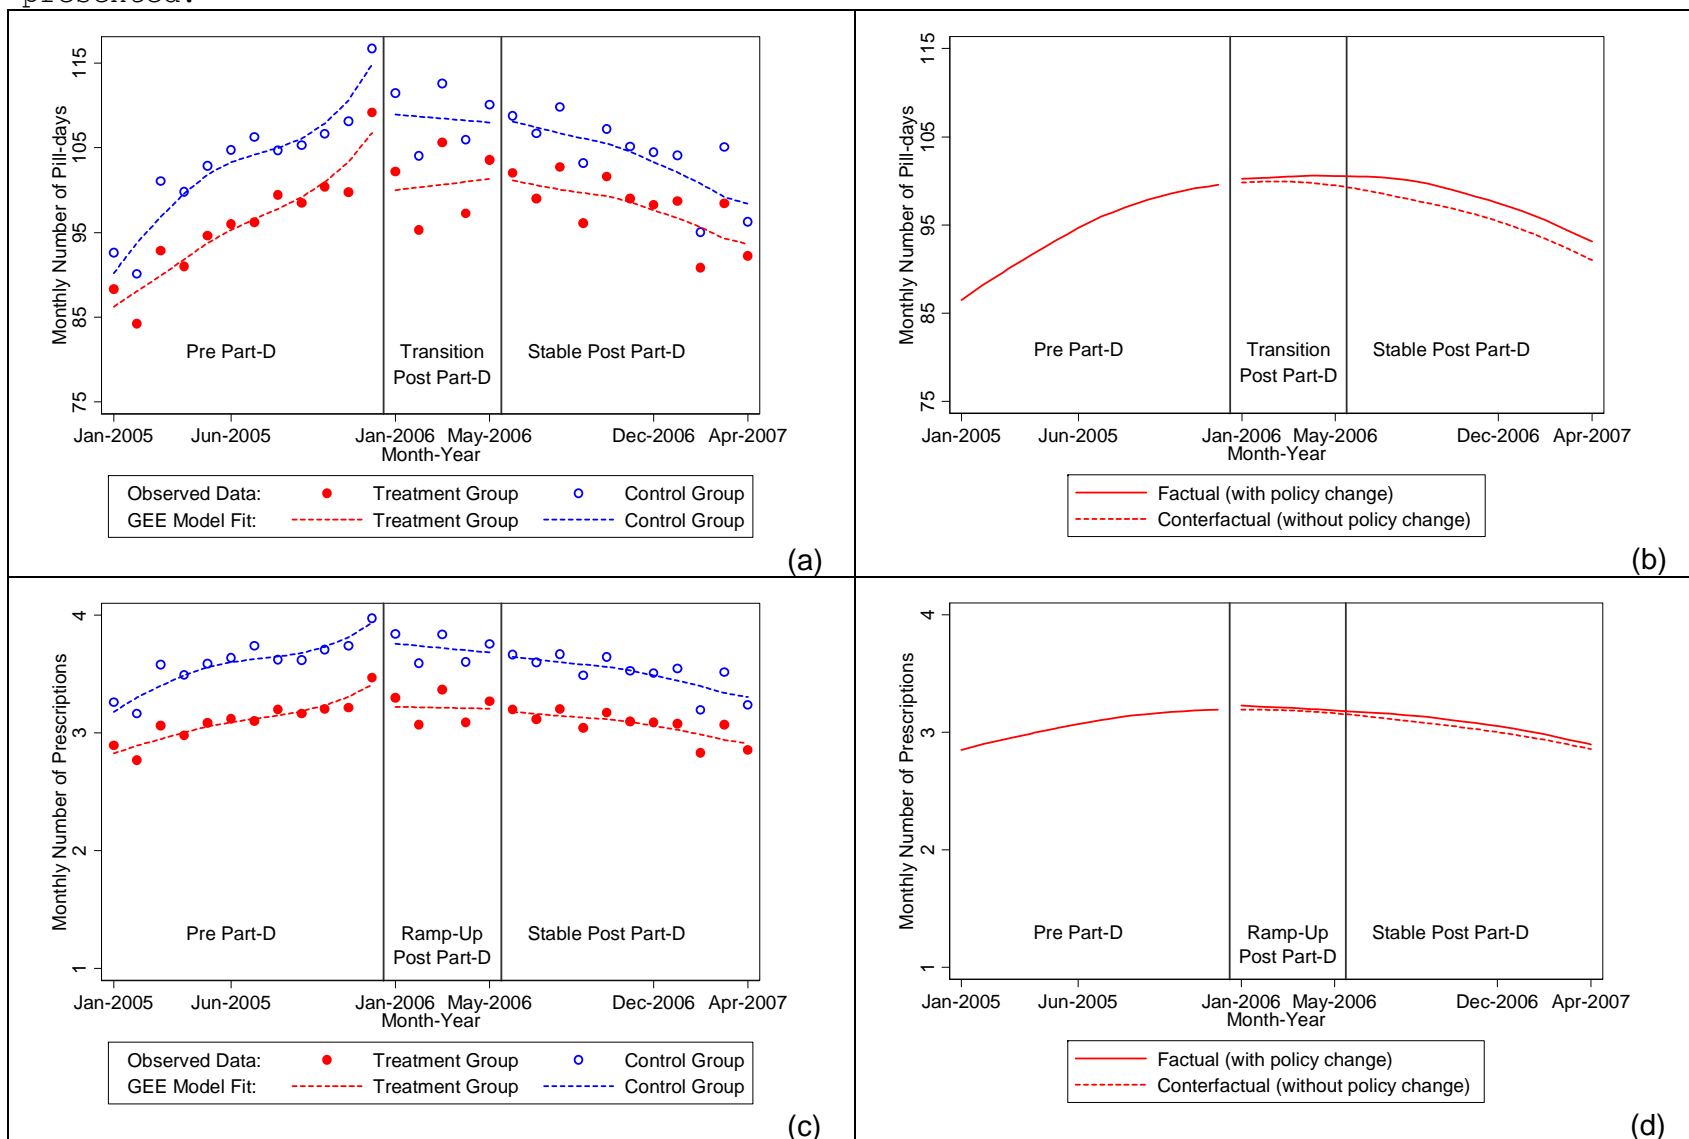 presented.
115
105
95
85
75
Monthly Number of Pill-days
Pre Part-D
Transition
Post Part-D
Stable Post Part-D
Jan-2005
Jun-2005
Jan-2006
May-2006
Dec-2006
Apr-2007
Month-Year
Observed Data:
Treatment Group
Control Group
GEE Model Fit:
Treatment Group
Control Group
(a)
115
105
95
85
75
Monthly Number of Pill-days
Pre Part-D
Transition
Post Part-D
Stable Post Part-D
Jan-2005
Jun-2005
Jan-2006
May-2006
Dec-2006
Apr-2007
Month-Year
Factual (with policy change)
Conterfactual (without policy change)
(b)
4
3
2
1
Monthly Number of Prescriptions
Pre Part-D
Ramp-Up
Post Part-D
Stable Post Part-D
Jan-2005
Jun-2005
Jan-2006
May-2006
Dec-2006
Apr-2007
Month-Year
Observed Data:
Treatment Group
Control Group
GEE Model Fit:
Treatment Group
Control Group
(c)
4
3
2
1
Monthly Number of Prescriptions
Pre Part-D
Ramp-Up
Post Part-D
Stable Post Part-D
Jan-2005
Jun-2005
Jan-2006
May-2006
Dec-2006
Apr-2007
Month-Year
Factual (with policy change)
Conterfactual (without policy change)
(d)